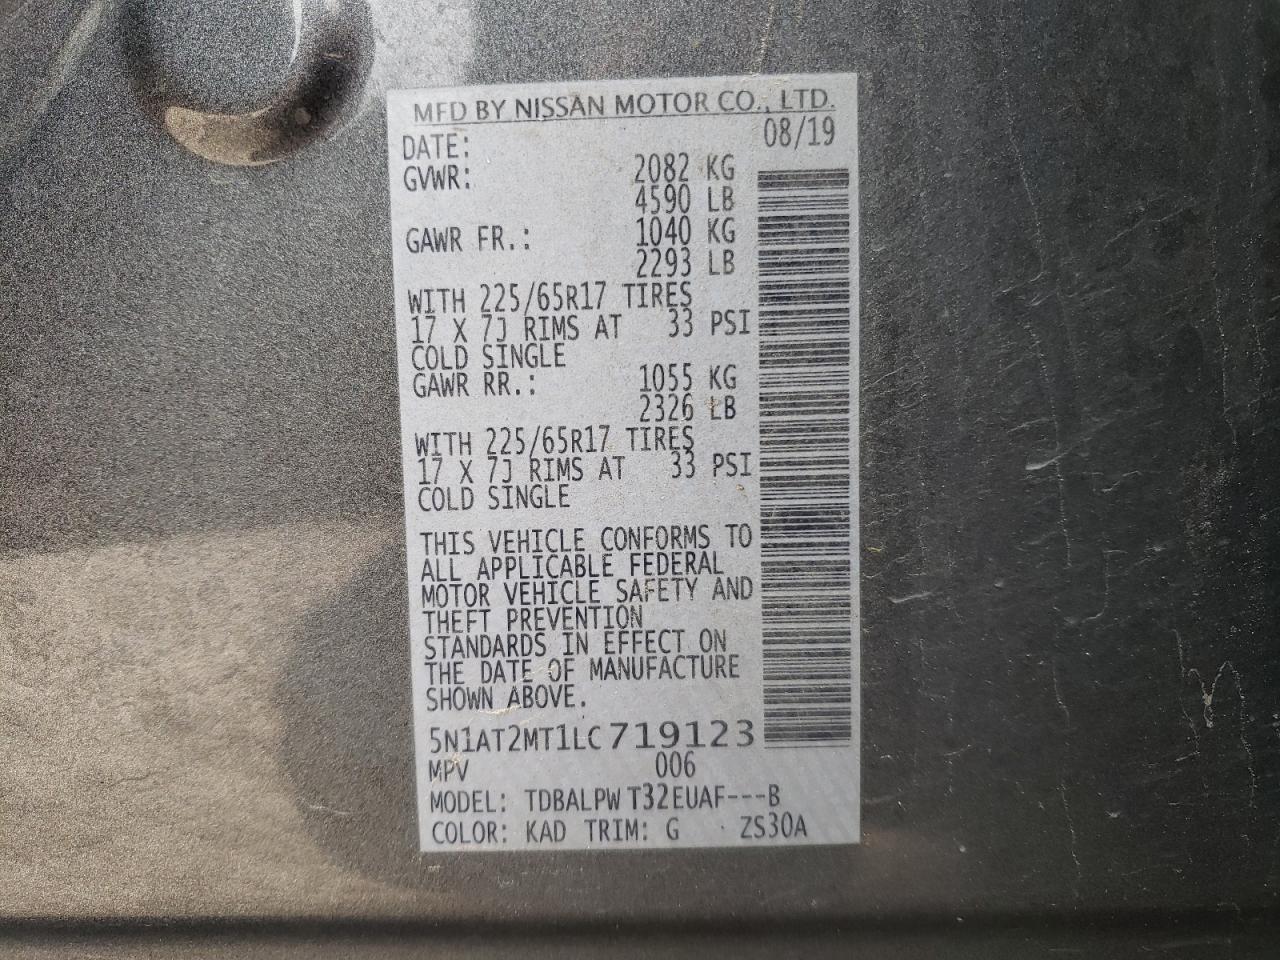 MFD BY NISSAN MOTOR CO., LTD.
DATE: 08/19
GVWR: 2082 KG
4590 LB
GAWR FR.: 1040 KG
2293 LB
WITH 225/65R17 TIRES
17 X 7J RIMS AT 33 PSI
COLD SINGLE
GAWR RR.: 1055 KG
2326 LB
WITH 225/65R17 TIRES
17 X 7J RIMS AT 33 PSI
COLD SINGLE
THIS VEHICLE CONFORMS TO
ALL APPLICABLE FEDERAL
MOTOR VEHICLE SAFETY AND
THEFT PREVENTION
STANDARDS IN EFFECT ON
THE DATE OF MANUFACTURE
SHOWN ABOVE.
5N1AT2MT1LC719123
MPV 006
MODEL: TDBALPW T32EUAF---B
COLOR: KAD TRIM: G ZS30A